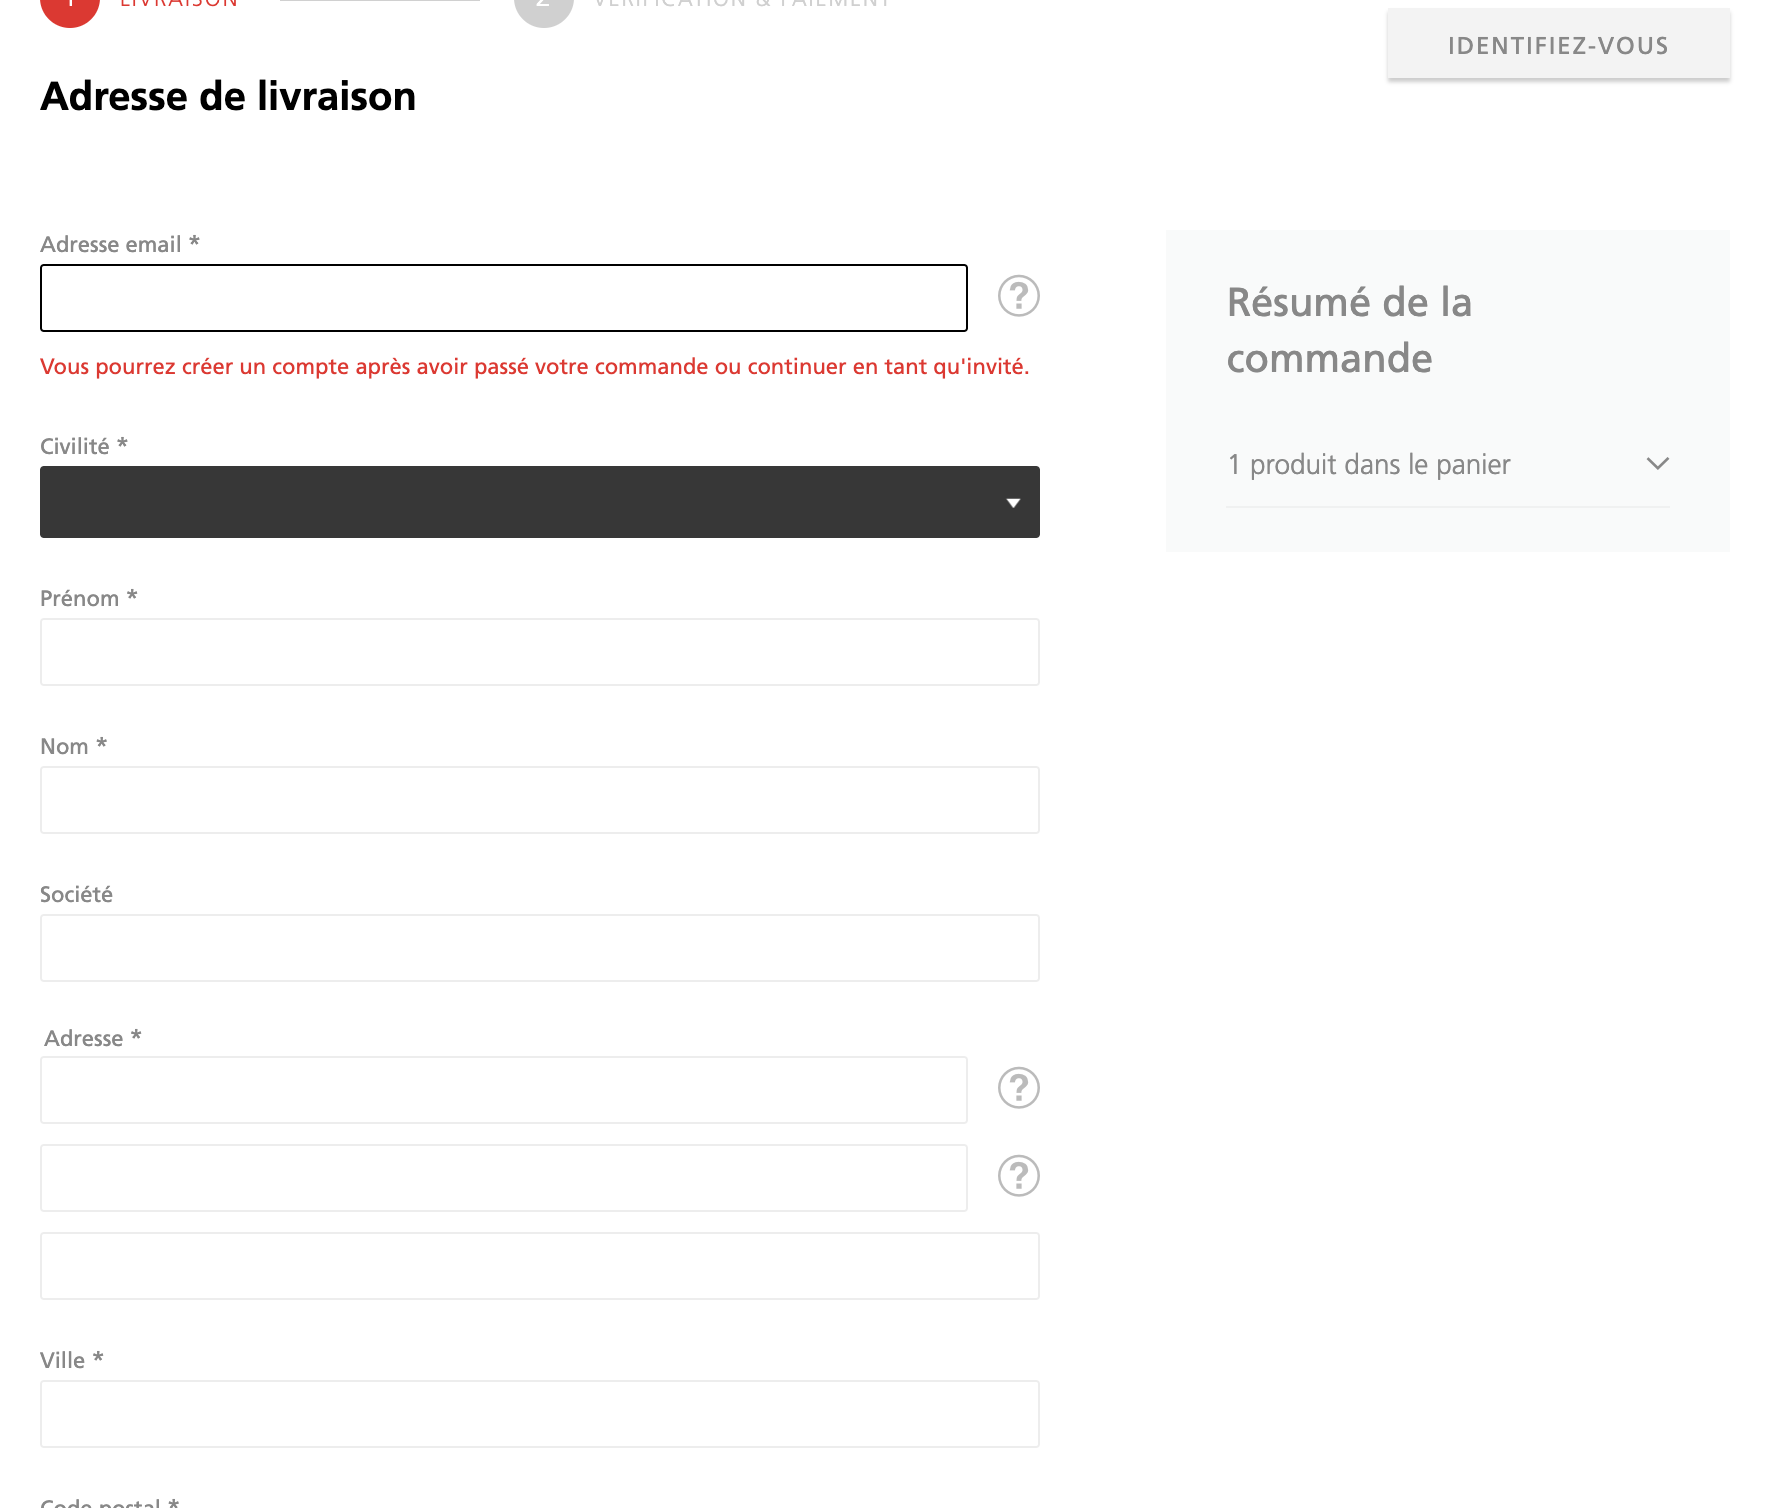 1 LIVRAISON 2 VÉRIFICATION & PAIEMENT
IDENTIFIEZ-VOUS
Adresse de livraison
Adresse email *
?
Vous pourrez créer un compte après avoir passé votre commande ou continuer en tant qu'invité.
Civilité *
Prénom *
Nom *
Société
Adresse *
?
?
Ville *
Code postal *
Résumé de la
commande
1 produit dans le panier